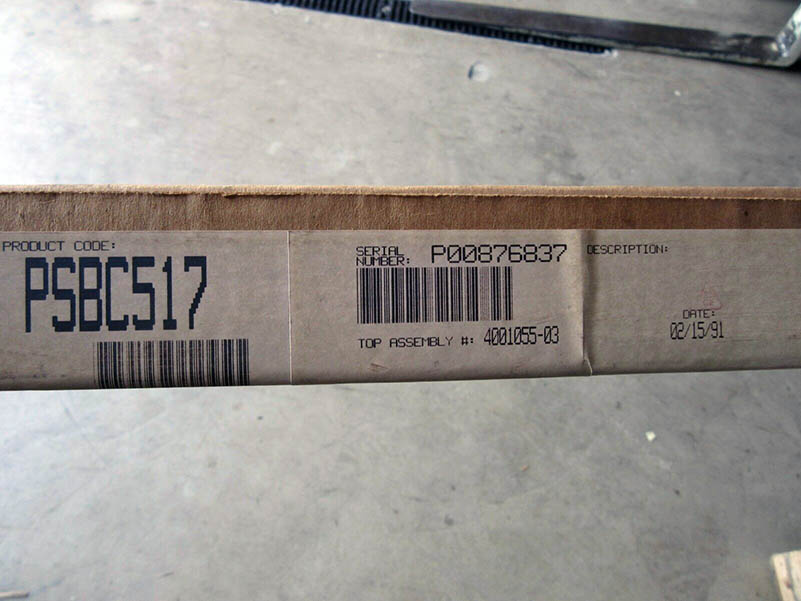 PRODUCT CODE:
PSBC517
SERIAL
NUMBER: P00876837
TOP ASSEMBLY #: 4001055-03
DESCRIPTION:
DATE:
02/15/91